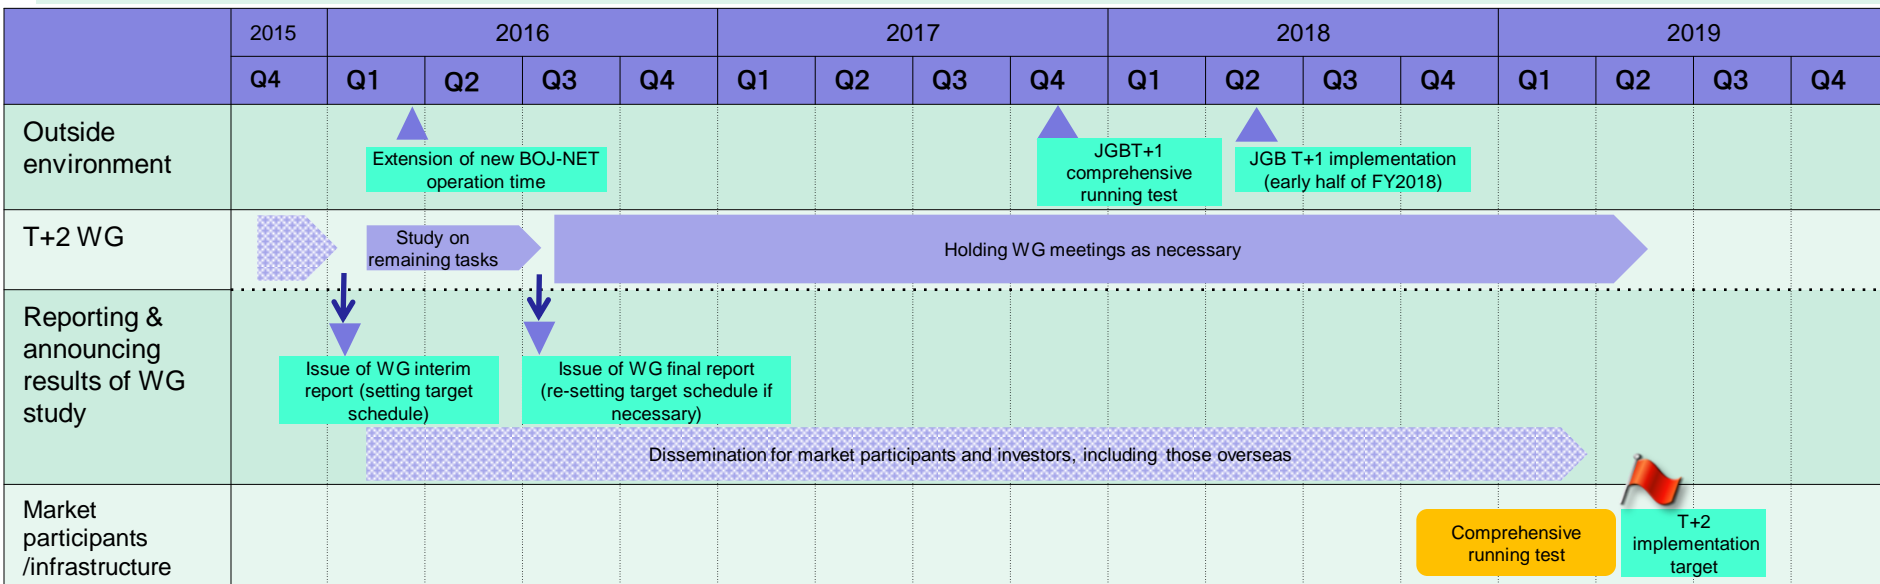 2015
2016
2017
2018
2019
Q4
Q1
Q2
Q3
Q4
Q1
Q2
Q3
Q4
Q1
Q2
Q3
Q4
Q1
Q2
Q3
Q4
Outside
environment
Extension of new BOJ-NET
operation time
JGBT+1
comprehensive
running test
JGB T+1 implementation
(early half of FY2018)
T+2 WG
Study on
remaining tasks
Holding WG meetings as necessary
Reporting &
announcing
results of WG
study
Issue of WG interim
report (setting target
schedule)
Issue of WG final report
(re-setting target schedule if
necessary)
Dissemination for market participants and investors, including those overseas
Market
participants
/infrastructure
Comprehensive
running test
T+2
implementation
target